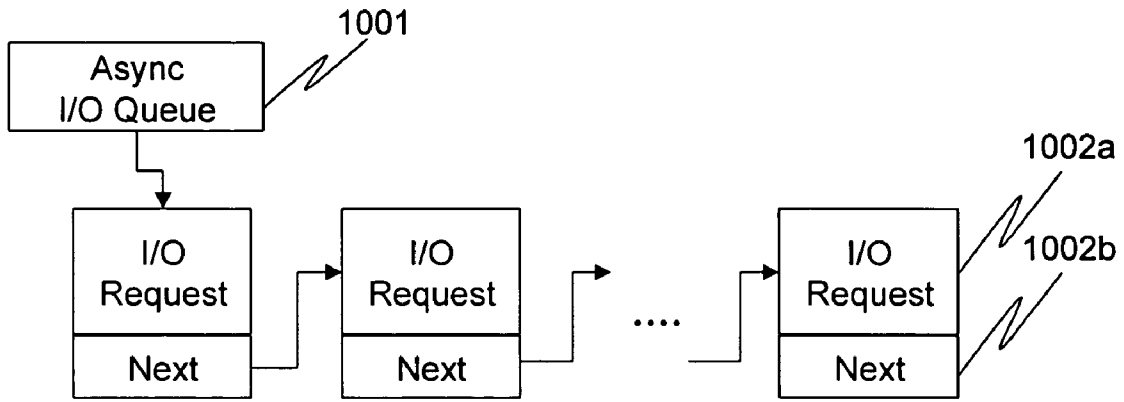 1001
Async
I/O Queue
1002a
I/O
Request
I/O
Request
I/O
Request
1002b
....
Next
Next
Next